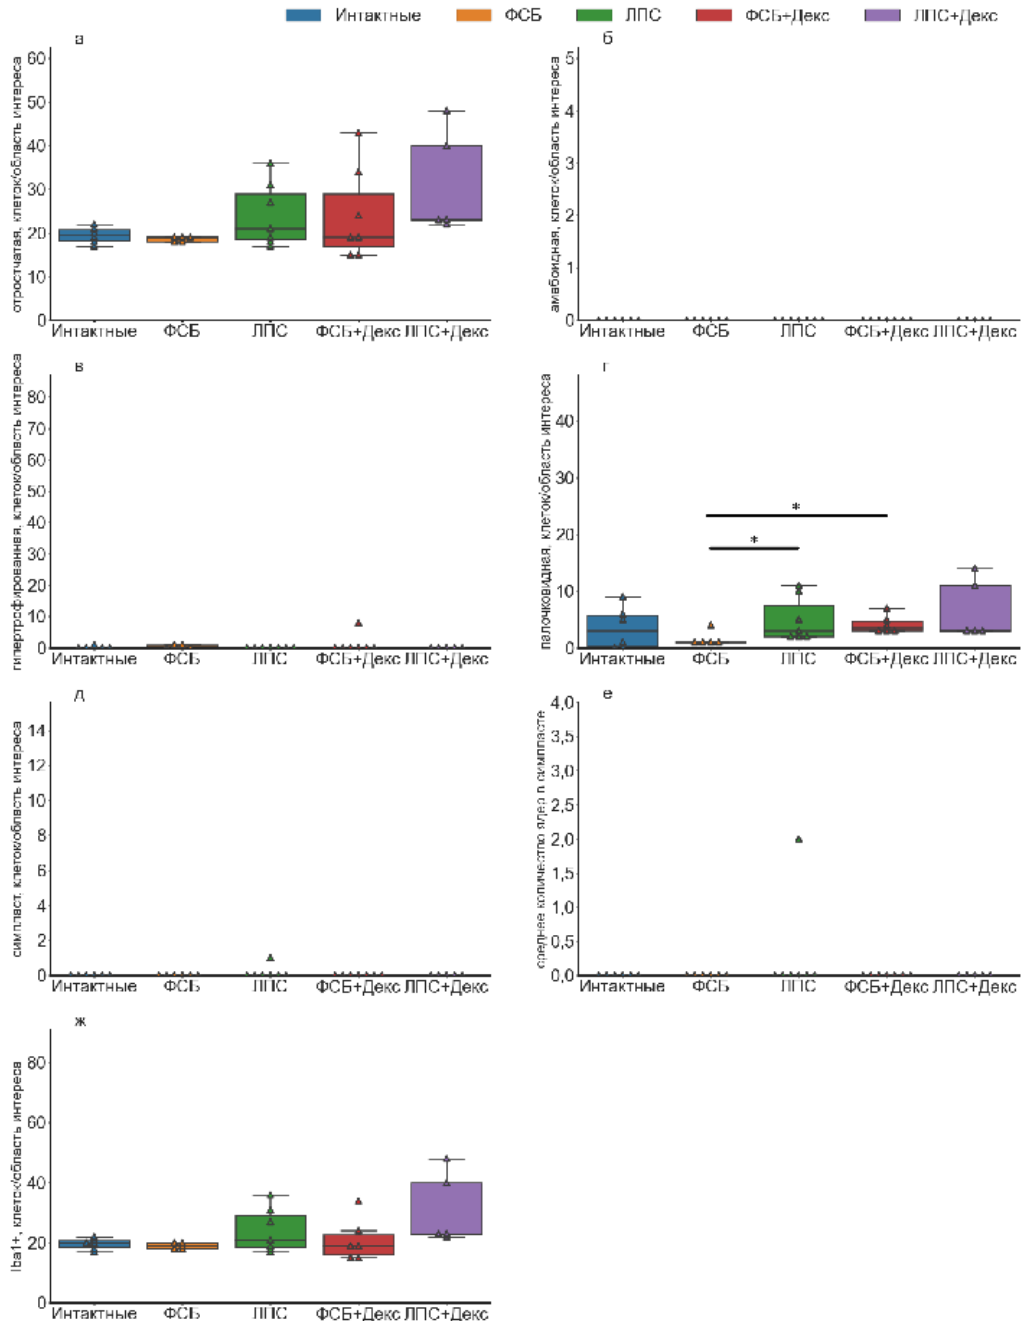 Интактные ФСБ ЛПС ФСБ+Декс ЛПС+Декс
а
отростчатая, клеток/область интереса
60
50
40
30
20
10
0
Интактные ФСБ ЛПС ФСБ+Декс ЛПС+Декс
б
амебоидная, клеток/область интереса
5
4
3
2
1
0
Интактные ФСБ ЛПС ФСБ+Декс ЛПС+Декс
в
гипертрофированная, клеток/область интереса
80
70
60
50
40
30
20
10
0
Интактные ФСБ ЛПС ФСБ+Декс ЛПС+Декс
г
палочковидная, клеток/область интереса
40
30
20
10
0
*
*
Интактные ФСБ ЛПС ФСБ+Декс ЛПС+Декс
д
симпласт, клеток/область интереса
14
12
10
8
6
4
2
0
Интактные ФСБ ЛПС ФСБ+Декс ЛПС+Декс
е
среднее количество ядер в симпласте
4,0
3,5
3,0
2,5
2,0
1,5
1,0
0,5
0,0
Интактные ФСБ ЛПС ФСБ+Декс ЛПС+Декс
ж
Iba1+, клеток/область интереса
80
60
40
20
0
Интактные ФСБ ЛПС ФСБ+Декс ЛПС+Декс